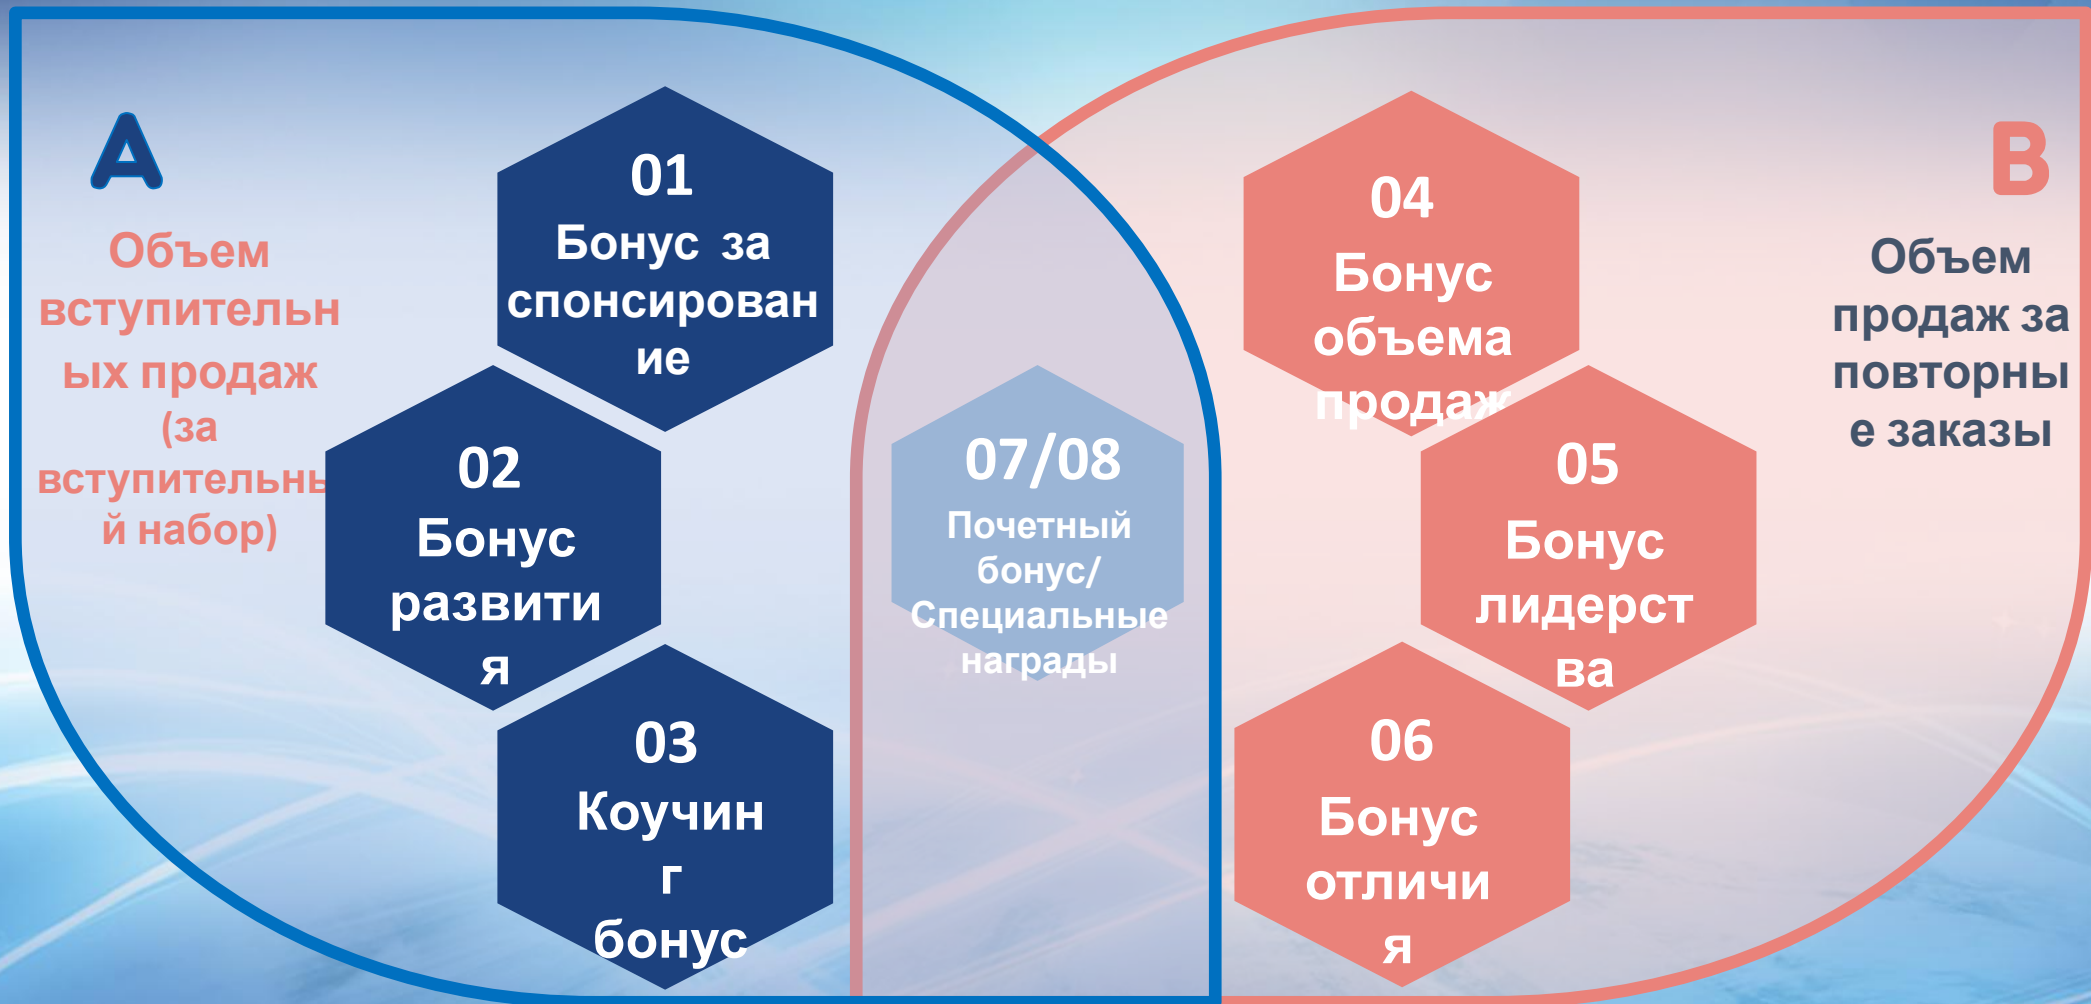 A
Объем
вступительн
ых продаж
(за
вступительны
й набор)
01
Бонус за
спонсирован
ие
02
Бонус
развити
я
03
Коучин
г
бонус
07/08
Почетный
бонус/
Специальные
награды
04
Бонус
объема
продаж
05
Бонус
лидерст
ва
06
Бонус
отличи
я
B
Объем
продаж за
повторны
е заказы